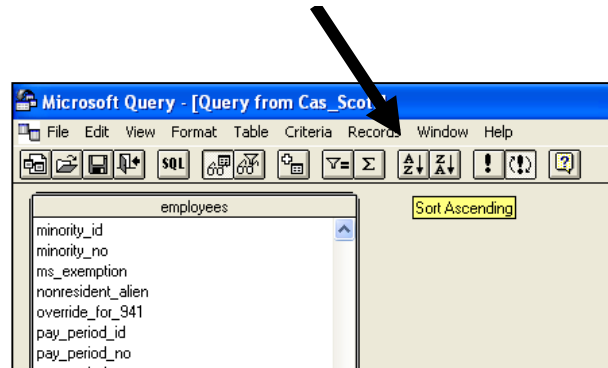 Microsoft Query - [Query from Cas_Scot
File Edit View Format Table Criteria Records Window Help
SQL
employees
Sort Ascending
minority_id
minority_no
ms_exemption
nonresident_alien
override_for_941
pay_period_id
pay_period_no